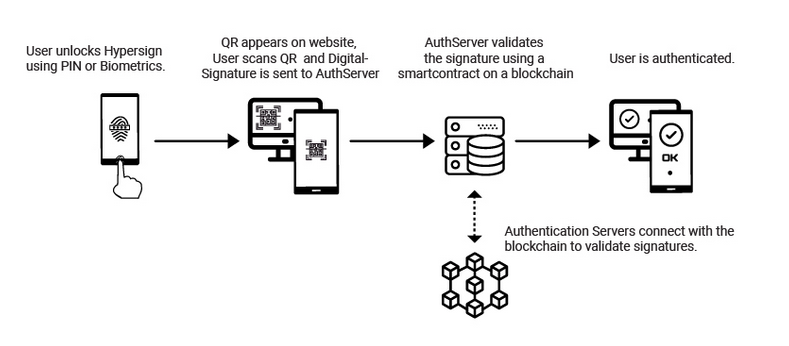 User unlocks Hypersign
using PIN or Biometrics.
QR appears on website,
User scans QR and Digital-
Signature is sent to AuthServer
AuthServer validates
the signature using a
smartcontract on a blockchain
User is authenticated.
OK
Authentication Servers connect with the
blockchain to validate signatures.